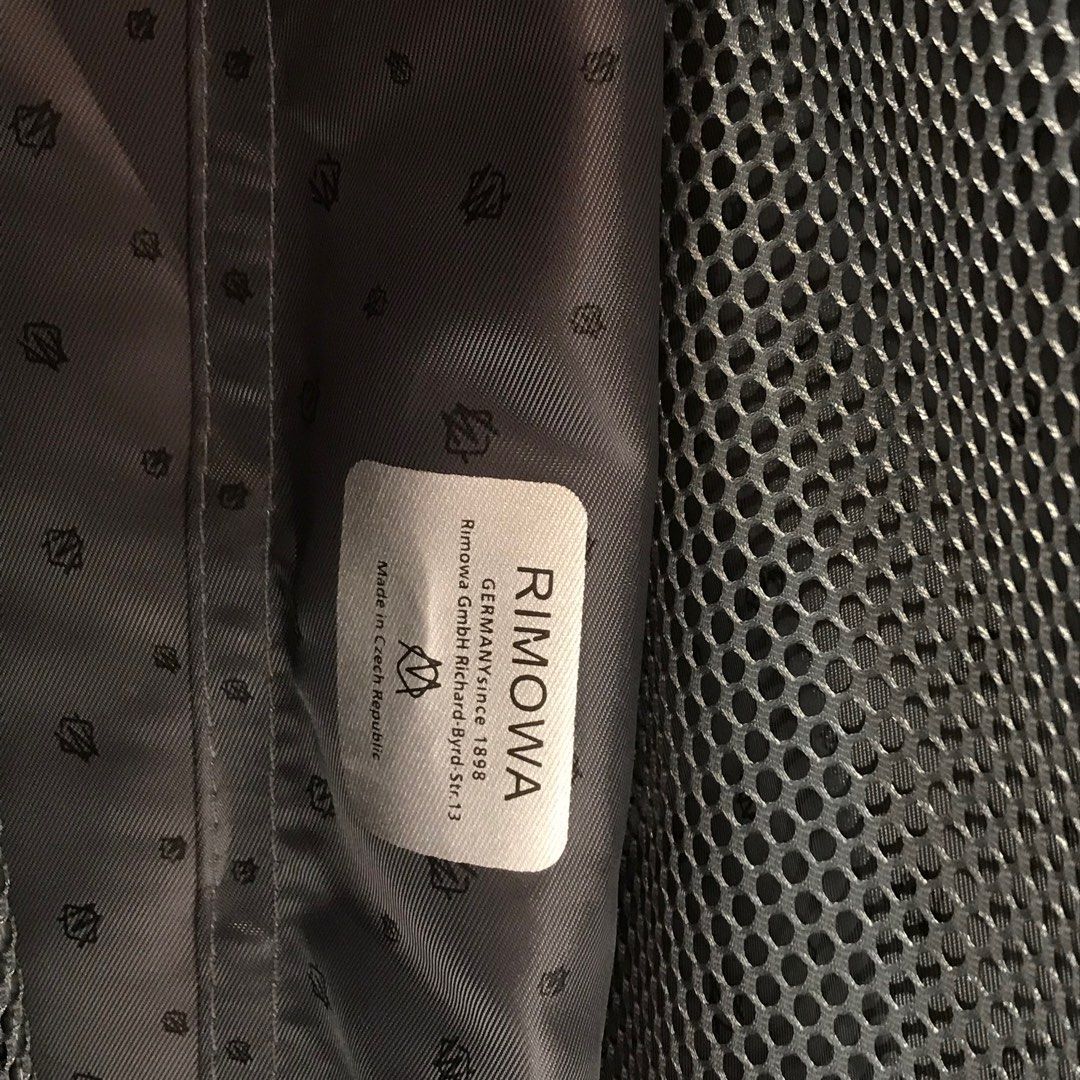 RIMOWA
GERMANYsince 1898
Rimowa GmbH Richard-Byrd-Str.13
Made in Czech Republic